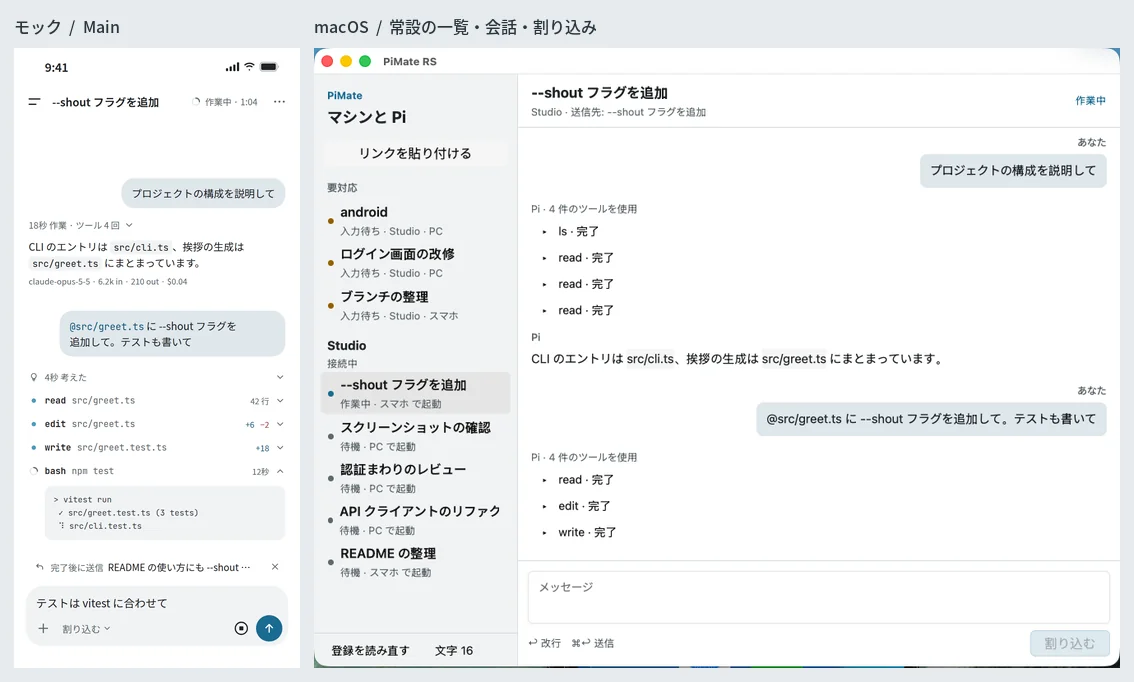 モック / Main
9:41
--shout フラグを追加
作業中・1:04
プロジェクトの構成を説明して
18秒 作業・ツール 4 回
CLI のエントリは src/cli.ts 、挨拶の生成は
src/greet.ts にまとまっています。
claude-opus-5-5・6.2k in・210 out・$0.04
@src/greet.ts に --shout フラグを
追加して。テストも書いて
4秒 考えた
read src/greet.ts 42 行
edit src/greet.ts +6 −2
write src/greet.test.ts +18
bash npm test 12秒
> vitest run
✓ src/greet.test.ts (3 tests)
src/cli.test.ts
完了後に送信 README の使い方にも --shout …
テストは vitest に合わせて
割り込む
macOS / 常設の一覧・会話・割り込み
PiMate RS
PiMate
マシンと Pi
リンクを貼り付ける
要対応
android
入力待ち · Studio · PC
ログイン画面の改修
入力待ち · Studio · PC
ブランチの整理
入力待ち · Studio · スマホ
Studio
接続中
--shout フラグを追加
作業中 · スマホ で起動
スクリーンショットの確認
待機 · PC で起動
認証まわりのレビュー
待機 · PC で起動
API クライアントのリファク
待機 · PC で起動
README の整理
待機 · スマホ で起動
登録を読み直す
文字 16
--shout フラグを追加
Studio · 送信先: --shout フラグを追加
作業中
あなた
プロジェクトの構成を説明して
Pi · 4 件のツールを使用
ls · 完了
read · 完了
read · 完了
read · 完了
Pi
CLI のエントリは src/cli.ts、挨拶の生成は src/greet.ts にまとまっています。
あなた
@src/greet.ts に --shout フラグを追加して。テストも書いて
Pi · 4 件のツールを使用
read · 完了
edit · 完了
write · 完了
メッセージ
↩ 改行 ⌘↩ 送信
割り込む